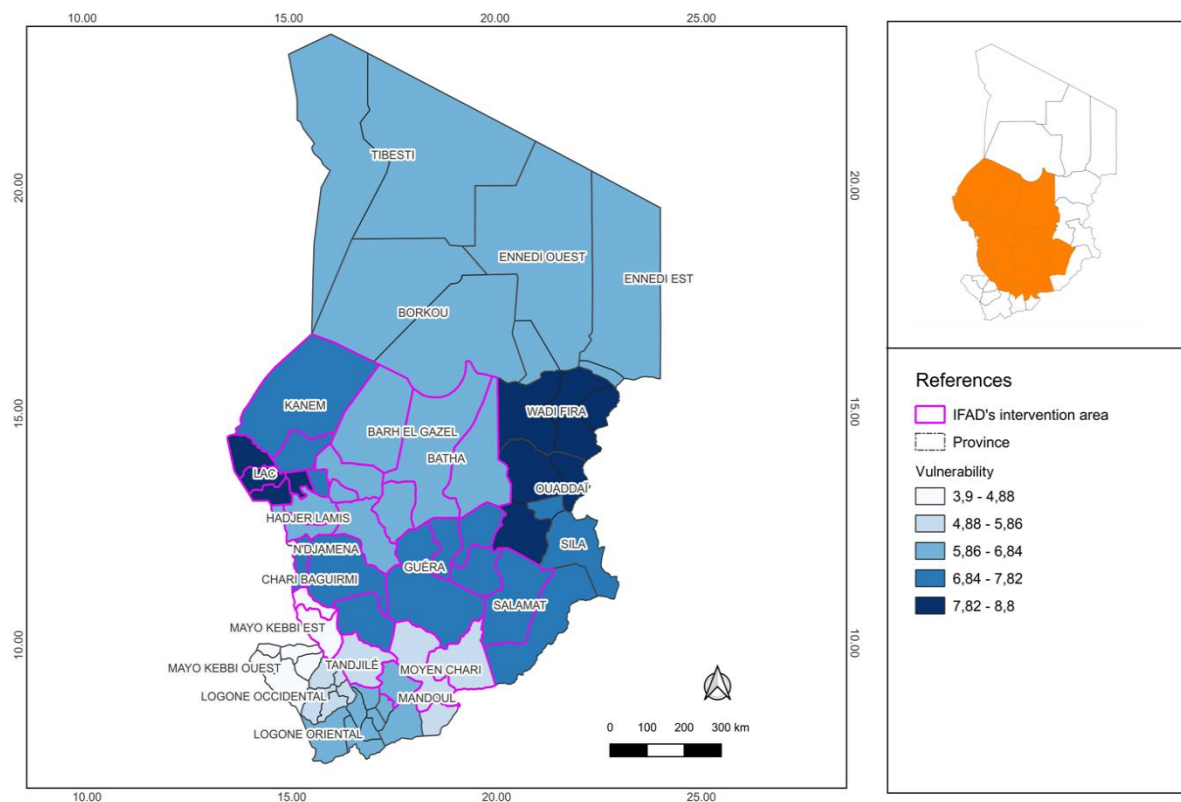 10.00 15.00 20.00 25.00
20.00 20.00
15.00 15.00
10.00 10.00
TIBESTI
ENNEDI OUEST
ENNEDI EST
BORKOU
KANEM
WADI FIRA
BARH EL GAZEL
BATHA
LAC
OUADDAÏ
HADJER LAMIS
N'DJAMENA
SILA
GUÉRA
CHARI BAGUIRMI
SALAMAT
MAYO KEBBI EST
MAYO KEBBI OUEST
TANDJILÉ
MOYEN CHARI
LOGONE OCCIDENTAL
MANDOUL
LOGONE ORIENTAL
0 100 200 300 km
10.00 15.00 20.00 25.00
References
IFAD's intervention area
Province
Vulnerability
3,9 - 4,88
4,88 - 5,86
5,86 - 6,84
6,84 - 7,82
7,82 - 8,8